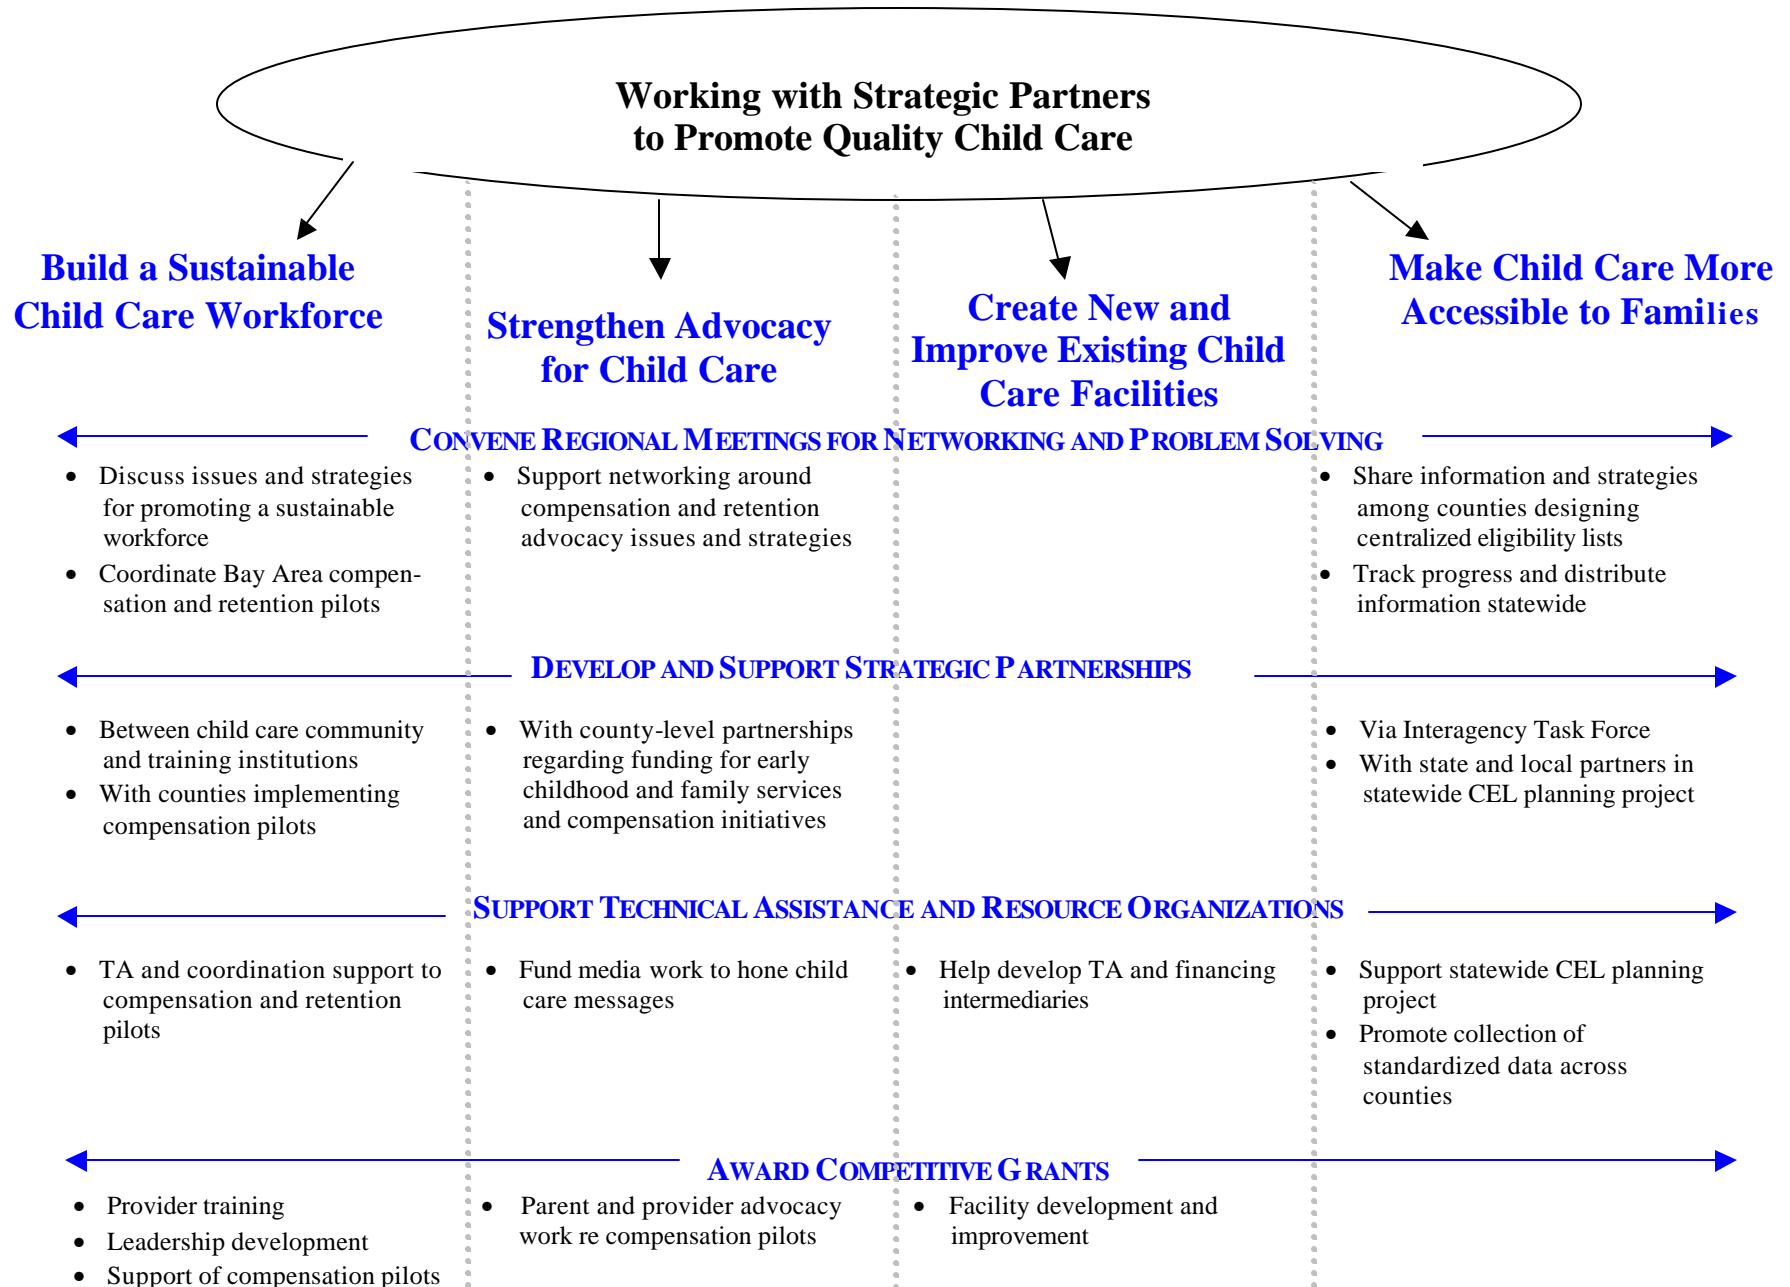 Working with Strategic Partners
to Promote Quality Child Care
Build a Sustainable
Child Care Workforce
Strengthen Advocacy
for Child Care
Create New and
Improve Existing Child
Care Facilities
Make Child Care More
Accessible to Families
CONVENE REGIONAL MEETINGS FOR NETWORKING AND PROBLEM SOLVING
• Discuss issues and strategies
for promoting a sustainable
workforce
• Coordinate Bay Area compen-
sation and retention pilots
• Support networking around
compensation and retention
advocacy issues and strategies
• Share information and strategies
among counties designing
centralized eligibility lists
• Track progress and distribute
information statewide
DEVELOP AND SUPPORT STRATEGIC PARTNERSHIPS
• Between child care community
and training institutions
• With counties implementing
compensation pilots
• With county-level partnerships
regarding funding for early
childhood and family services
and compensation initiatives
• Via Interagency Task Force
• With state and local partners in
statewide CEL planning project
SUPPORT TECHNICAL ASSISTANCE AND RESOURCE ORGANIZATIONS
• TA and coordination support to
compensation and retention
pilots
• Fund media work to hone child
care messages
• Help develop TA and financing
intermediaries
• Support statewide CEL planning
project
• Promote collection of
standardized data across
counties
AWARD COMPETITIVE GRANTS
• Provider training
• Leadership development
• Support of compensation pilots
• Parent and provider advocacy
work re compensation pilots
• Facility development and
improvement